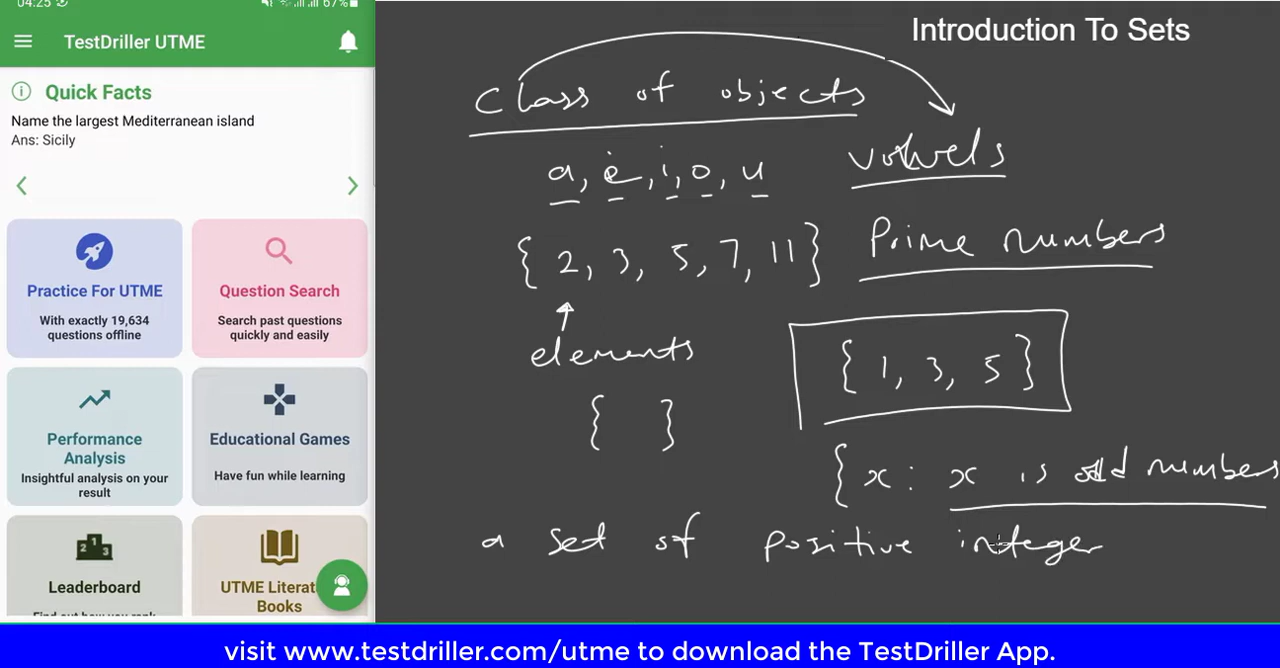 04:25
67%
TestDriller UTME
Quick Facts
Name the largest Mediterranean island
Ans: Sicily
Practice For UTME
With exactly 19,634
questions offline
Question Search
Search past questions
quickly and easily
Performance
Analysis
Insightful analysis on your
result
Educational Games
Have fun while learning
Leaderboard
UTME Literat
Books
Introduction To Sets
Class of objects
a, e, i, o, u vowels
{ 2, 3, 5, 7, 11 } Prime numbers
elements
{ 1, 3, 5 }
{ }
{ x : x is odd numbers
a set of positive integer
visit www.testdriller.com/utme to download the TestDriller App.